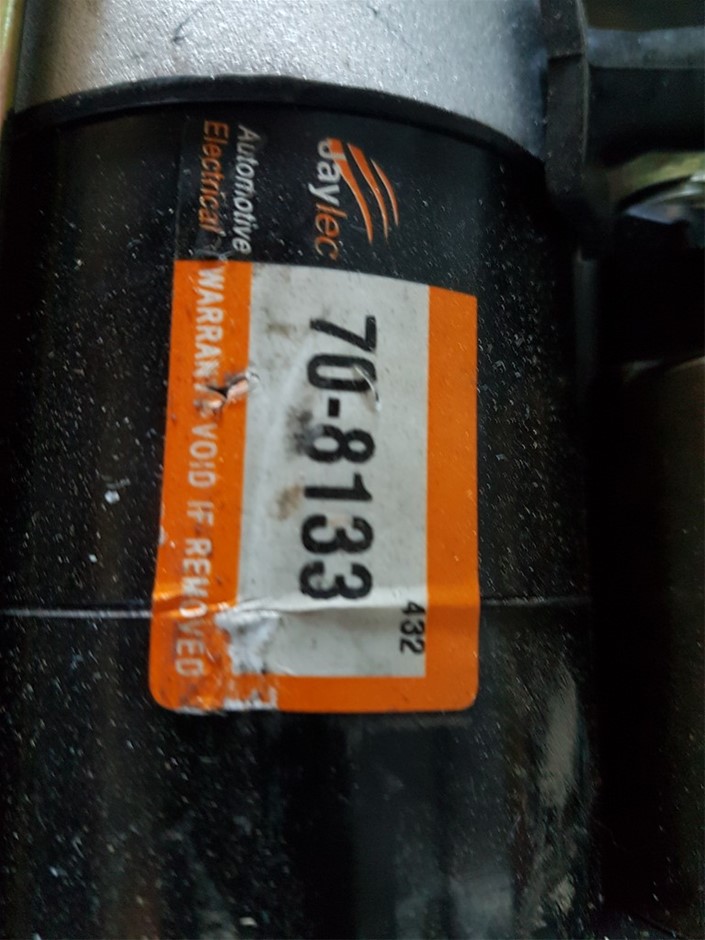 Jaylec
Automotive
Electrical
432
70-8133
WARRANTY VOID IF REMOVED